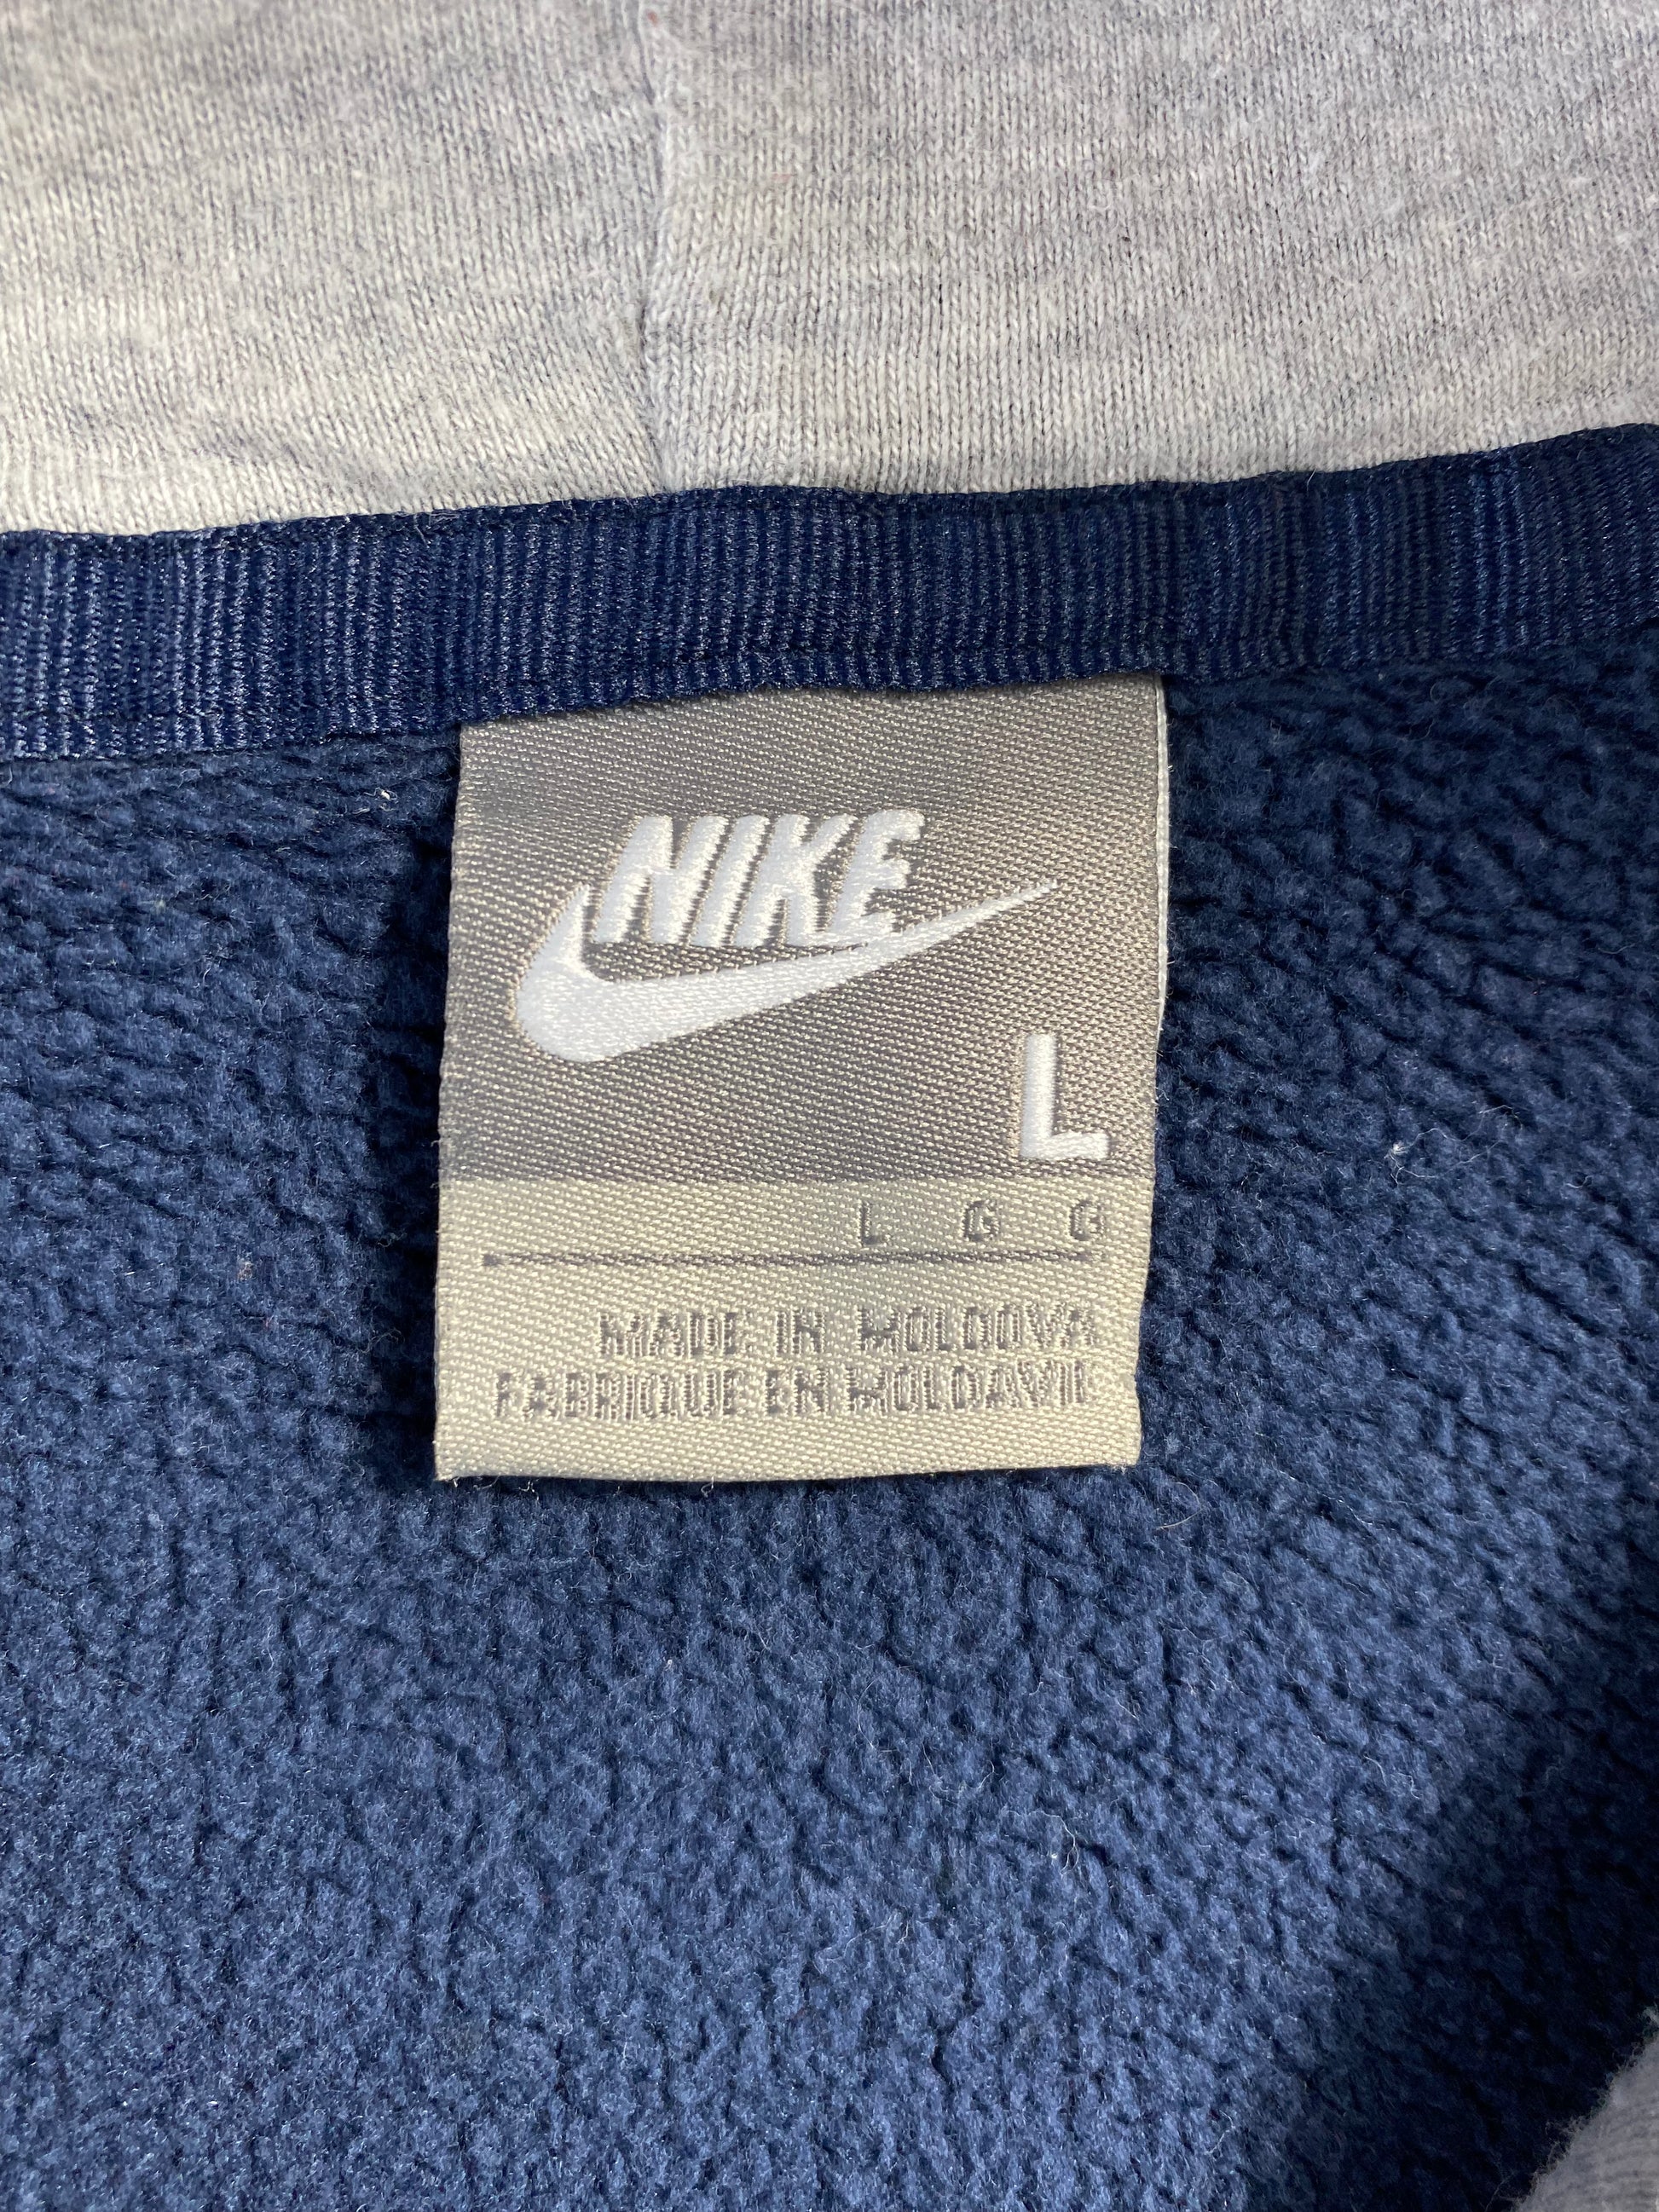 NIKE
L
L G G
MADE IN MOLDOVA
FABRIQUE EN MOLDAVIE